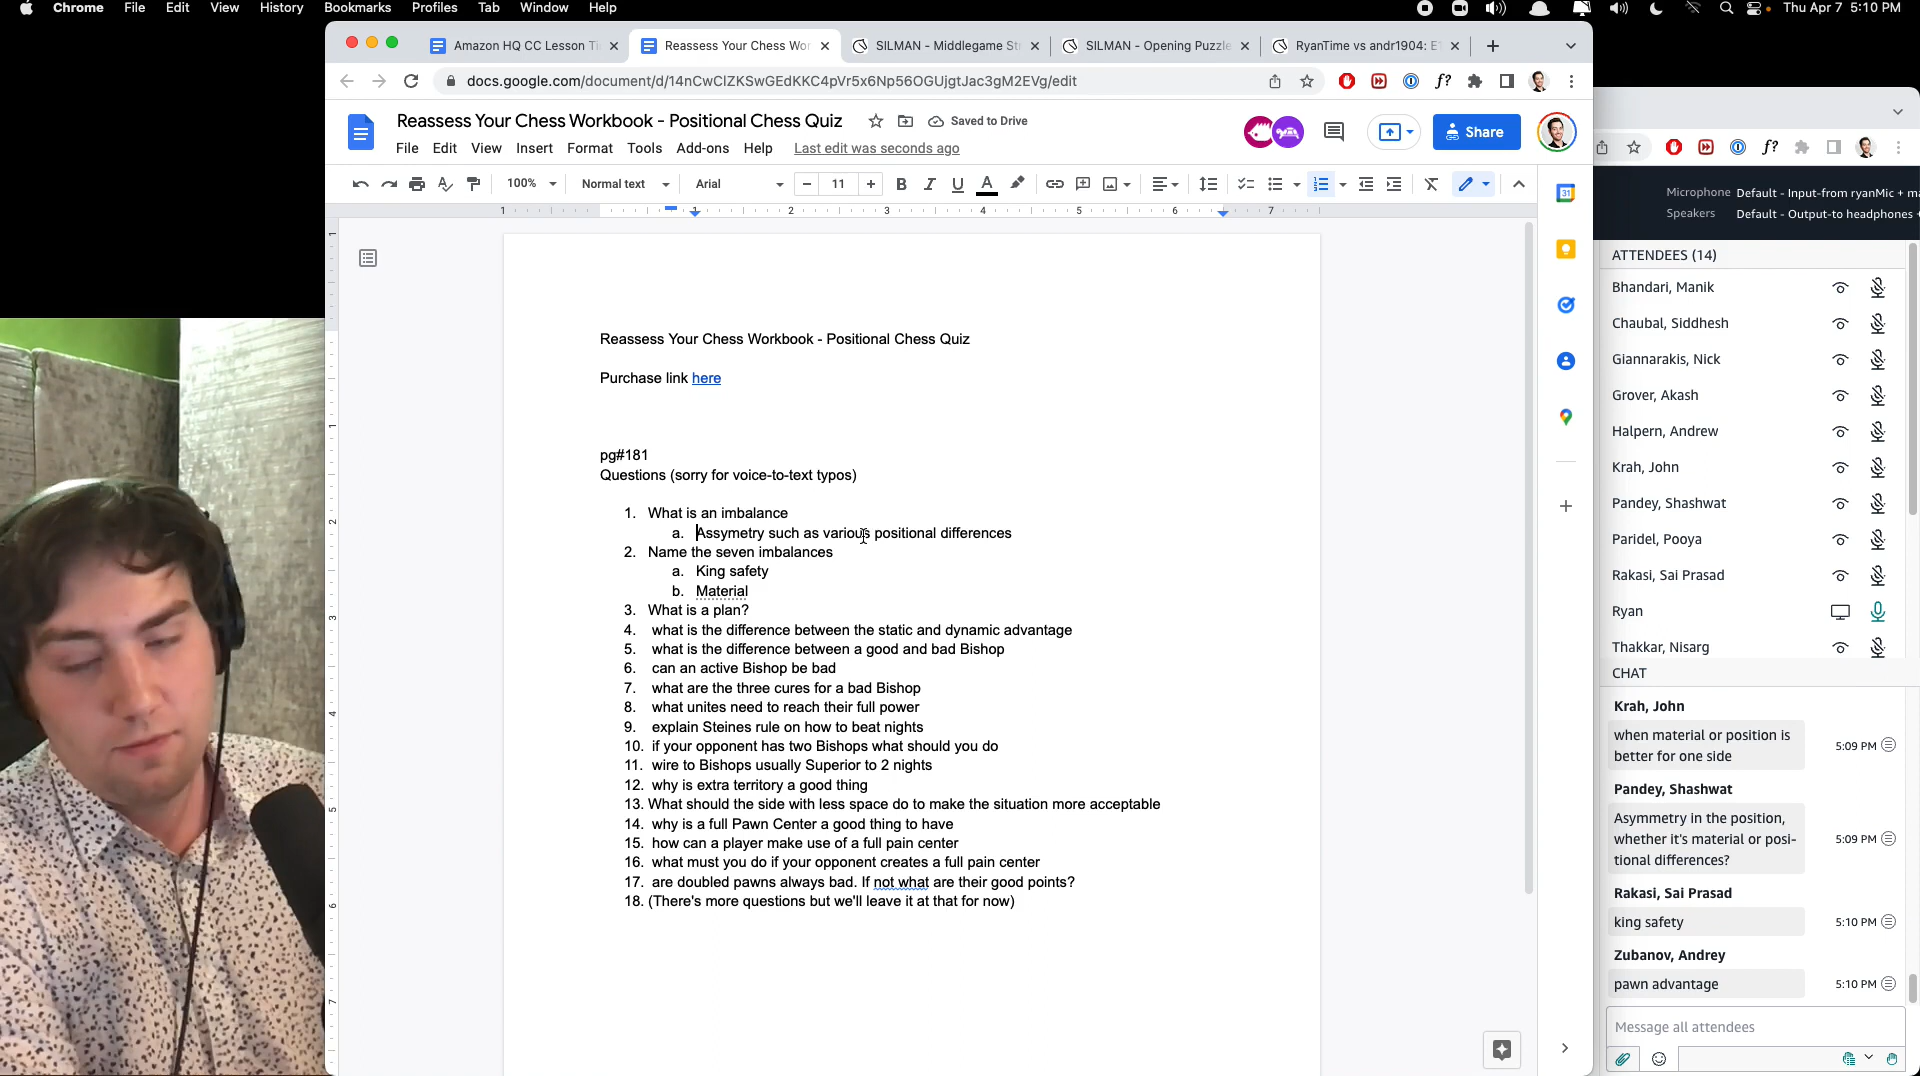 Chrome File Edit View History Bookmarks Profiles Tab Window Help
Thu Apr 7 5:10 PM
Amazon HQ CC Lesson Ti
Reassess Your Chess Wor
SILMAN - Middlegame St
SILMAN - Opening Puzzle
RyanTime vs andr1904: E
docs.google.com/document/d/14nCwCIZKSwGEdKKC4pVr5x6Np56OGUjgtJac3gM2EVg/edit
Reassess Your Chess Workbook - Positional Chess Quiz
Saved to Drive
Share
File Edit View Insert Format Tools Add-ons Help
Last edit was seconds ago
100% Normal text Arial 11
Reassess Your Chess Workbook - Positional Chess Quiz
Purchase link here
pg#181
Questions (sorry for voice-to-text typos)
1. What is an imbalance
a. Assymetry such as various positional differences
2. Name the seven imbalances
a. King safety
b. Material
3. What is a plan?
4. what is the difference between the static and dynamic advantage
5. what is the difference between a good and bad Bishop
6. can an active Bishop be bad
7. what are the three cures for a bad Bishop
8. what unites need to reach their full power
9. explain Steines rule on how to beat nights
10. if your opponent has two Bishops what should you do
11. wire to Bishops usually Superior to 2 nights
12. why is extra territory a good thing
13. What should the side with less space do to make the situation more acceptable
14. why is a full Pawn Center a good thing to have
15. how can a player make use of a full pain center
16. what must you do if your opponent creates a full pain center
17. are doubled pawns always bad. If not what are their good points?
18. (There's more questions but we'll leave it at that for now)
Microphone Default - Input-from ryanMic + ma
Speakers Default - Output-to headphones +
ATTENDEES (14)
Bhandari, Manik
Chaubal, Siddhesh
Giannarakis, Nick
Grover, Akash
Halpern, Andrew
Krah, John
Pandey, Shashwat
Paridel, Pooya
Rakasi, Sai Prasad
Ryan
Thakkar, Nisarg
CHAT
Krah, John
when material or position is
better for one side
5:09 PM
Pandey, Shashwat
Asymmetry in the position,
whether it's material or posi-
tional differences?
5:09 PM
Rakasi, Sai Prasad
king safety
5:10 PM
Zubanov, Andrey
pawn advantage
5:10 PM
Message all attendees